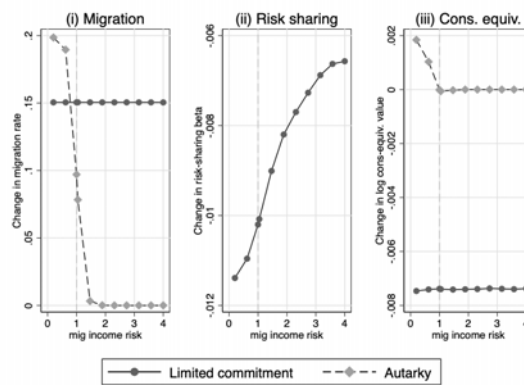 (i) Migration
(ii) Risk sharing
(iii) Cons. equiv.
Change in migration rate
.2
.15
.1
.05
0
0 1 2 3 4
mig income risk
Change in risk-sharing beta
-.006
-.008
-.01
-.012
0 1 2 3 4
mig income risk
Change in log cons-equiv. value
.002
0
-.002
-.004
-.006
-.008
0 1 2 3 4
mig income risk
Limited commitment
Autarky